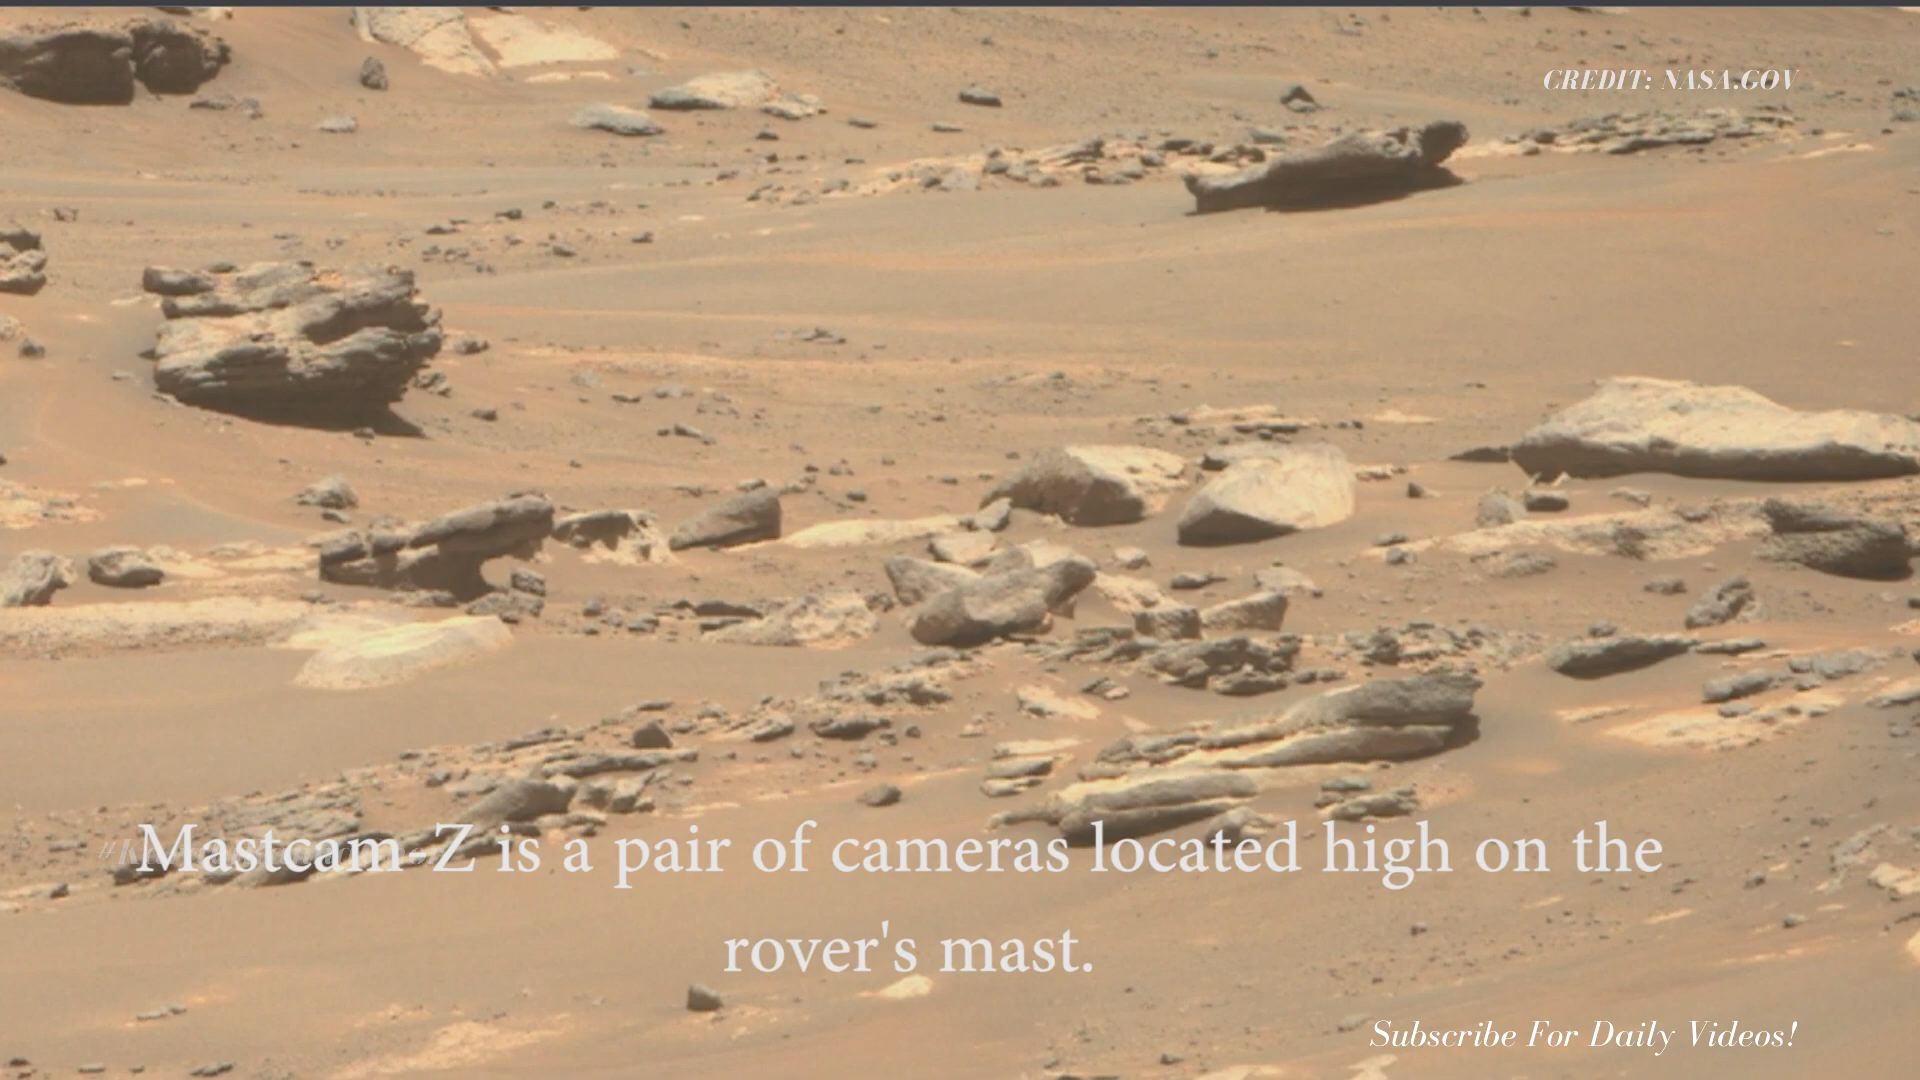 CREDIT: NASA.GOV
Mastcam-Z is a pair of cameras located high on the
rover's mast.
Subscribe For Daily Videos!